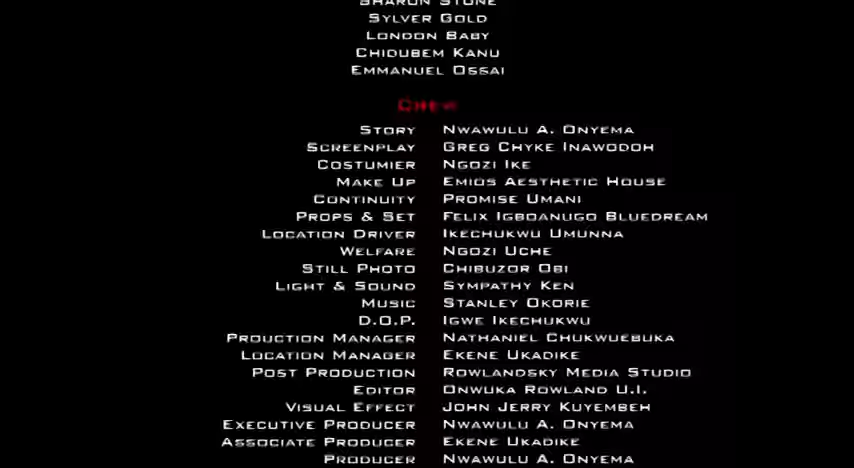 Sharon Stone
Sylver Gold
London Baby
Chidubem Kanu
Emmanuel Ossai
Crew
Story Nwawulu A. Onyema
Screenplay Greg Chyke Inawodoh
Costumier Ngozi Ike
Make Up Emios Aesthetic House
Continuity Promise Umani
Props & Set Felix Igboanugo Bluedream
Location Driver Ikechukwu Umunna
Welfare Ngozi Uche
Still Photo Chibuzor Obi
Light & Sound Sympathy Ken
Music Stanley Okorie
D.O.P. Igwe Ikechukwu
Prouction Manager Nathaniel Chukwuebuka
Location Manager Ekene Ukadike
Post Production Rowlandsky Media Studio
Editor Onwuka Rowland U.I.
Visual Effect John Jerry Kuyembeh
Executive Producer Nwawulu A. Onyema
Associate Producer Ekene Ukadike
Producer Nwawulu A. Onyema